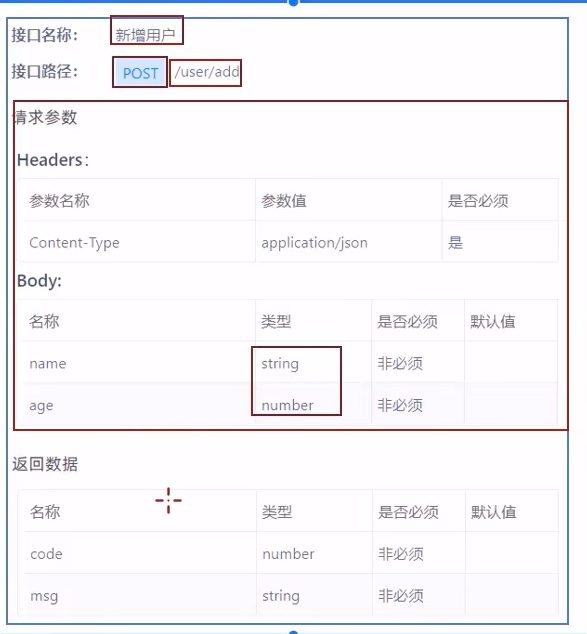 接口名称： 新增用户
接口路径： POST /user/add
请求参数
Headers：
参数名称 参数值 是否必须
Content-Type application/json 是
Body:
名称 类型 是否必须 默认值
name string 非必须
age number 非必须
返回数据
名称 类型 是否必须 默认值
code number 非必须
msg string 非必须